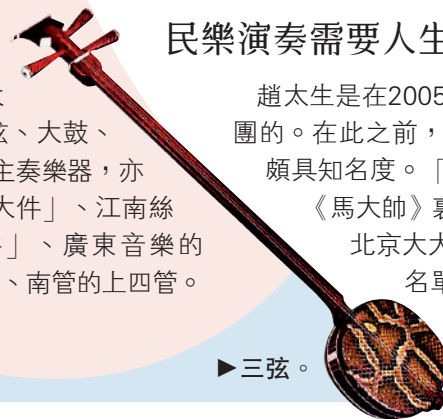 民樂演奏需要人生
弦、大鼓、
主奏樂器，亦
大件」、江南絲
」、廣東音樂的
、南管的上四管。
趙太生是在2005
團的。在此之前，
頗具知名度。「
《馬大帥》裏
北京大大
名單
▶三弦。